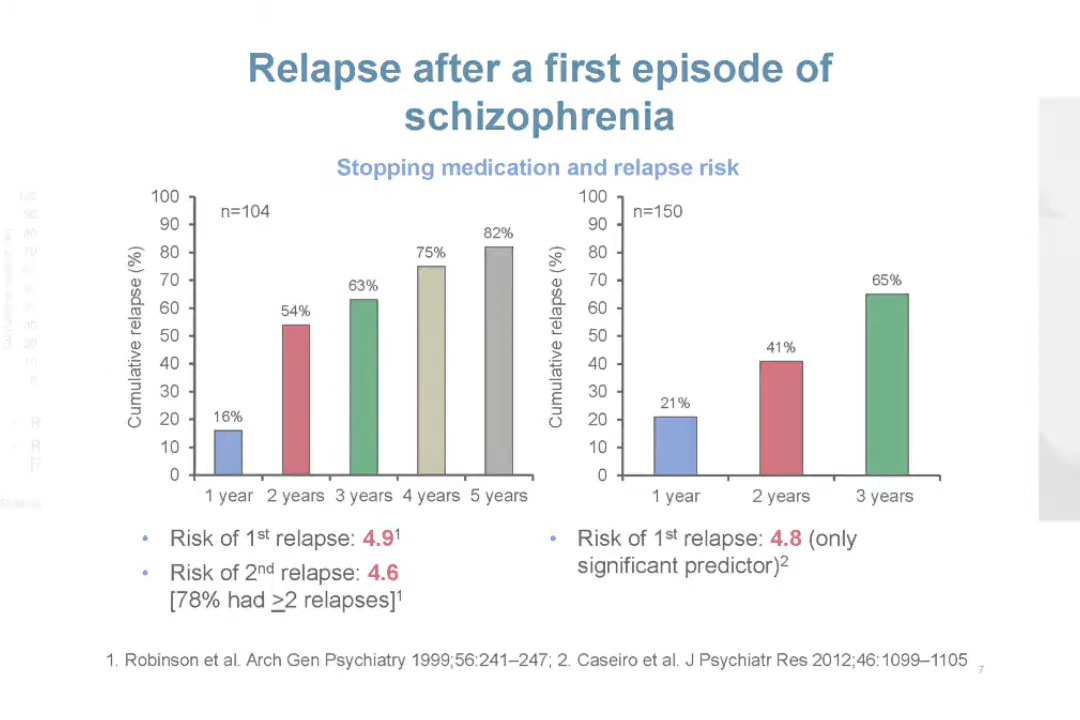 Relapse after a first episode of
schizophrenia
Stopping medication and relapse risk
Cumulative relapse (%)
100
90
80
70
60
50
40
30
20
10
0
n=104
16%
54%
63%
75%
82%
1 year 2 years 3 years 4 years 5 years
Cumulative relapse (%)
100
90
80
70
60
50
40
30
20
10
0
n=150
21%
41%
65%
1 year 2 years 3 years
• Risk of 1st relapse: 4.9¹
• Risk of 2nd relapse: 4.6
[78% had >2 relapses]¹
• Risk of 1st relapse: 4.8 (only
significant predictor)²
1. Robinson et al. Arch Gen Psychiatry 1999;56:241–247; 2. Caseiro et al. J Psychiatr Res 2012;46:1099–1105
7